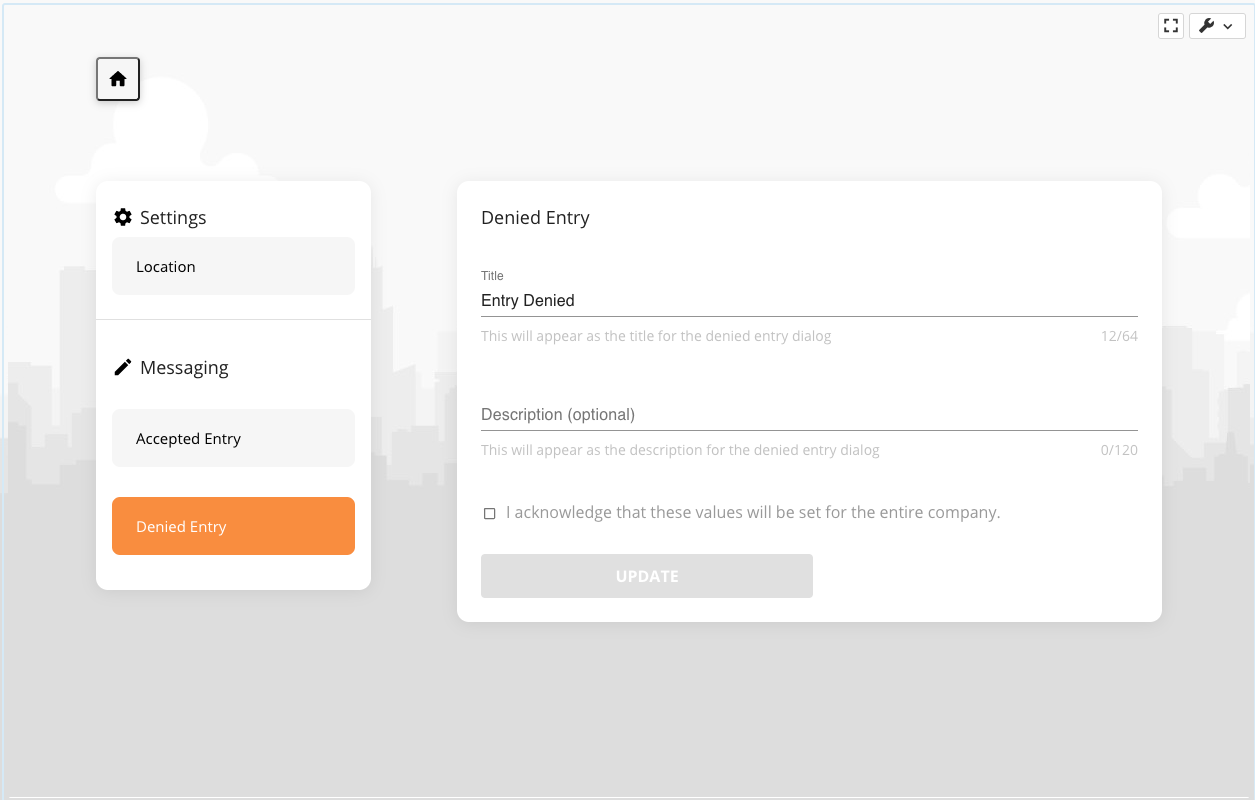 Settings
Location
Messaging
Accepted Entry
Denied Entry
Denied Entry
Title
Entry Denied
This will appear as the title for the denied entry dialog 12/64
Description (optional)
This will appear as the description for the denied entry dialog 0/120
I acknowledge that these values will be set for the entire company.
UPDATE